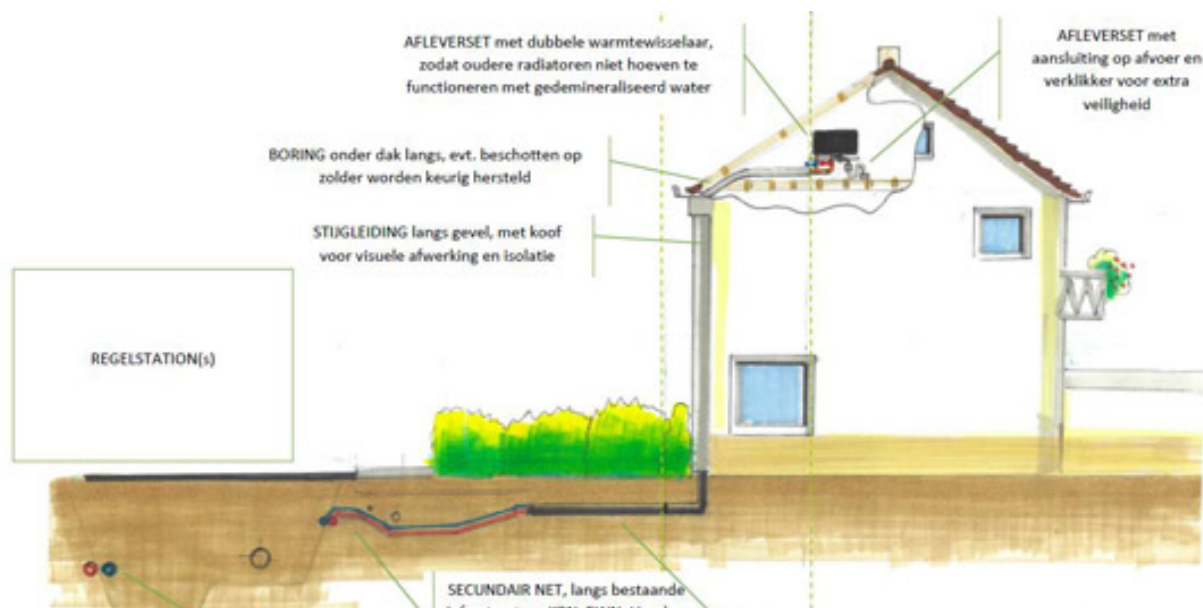 AFLEVERSET met dubbele warmtewisselaar,
zodat oudere radiatoren niet hoeven te
functioneren met gedemineraliseerd water
AFLEVERSET met
aansluiting op afvoer en
verklikker voor extra
veiligheid
BORING onder dak langs, evt. beschotten op
zolder worden keurig hersteld
STIJGLEIDING langs gevel, met koof
voor visuele afwerking en isolatie
REGELSTATION(s)
SECUNDAIR NET, langs bestaande